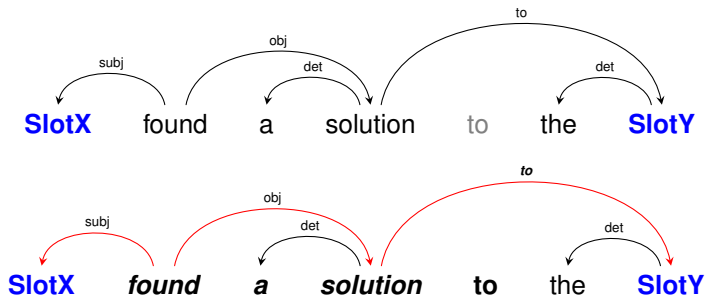 to
obj
subj det det
SlotX found a solution to the SlotY
to
obj
subj det det
SlotX found a solution to the SlotY